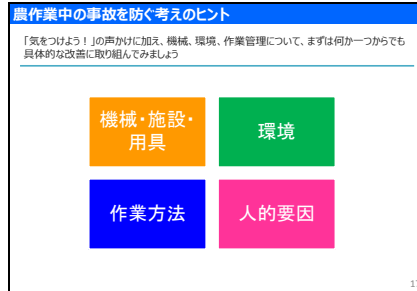 農作業中の事故を防ぐ考えのヒント
「気をつけよう！」の声かけに加え、機械、環境、作業管理について、まずは何か一つからでも
具体的な改善に取り組んでみましょう
機械・施設・
用具
環境
作業方法
人的要因